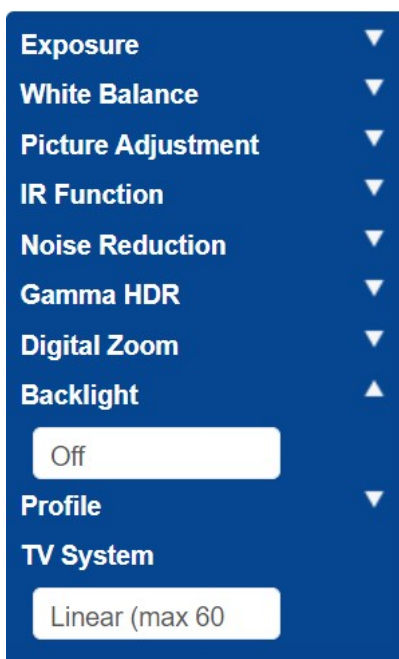 Exposure
White Balance
Picture Adjustment
IR Function
Noise Reduction
Gamma HDR
Digital Zoom
Backlight
Off
Profile
TV System
Linear (max 60